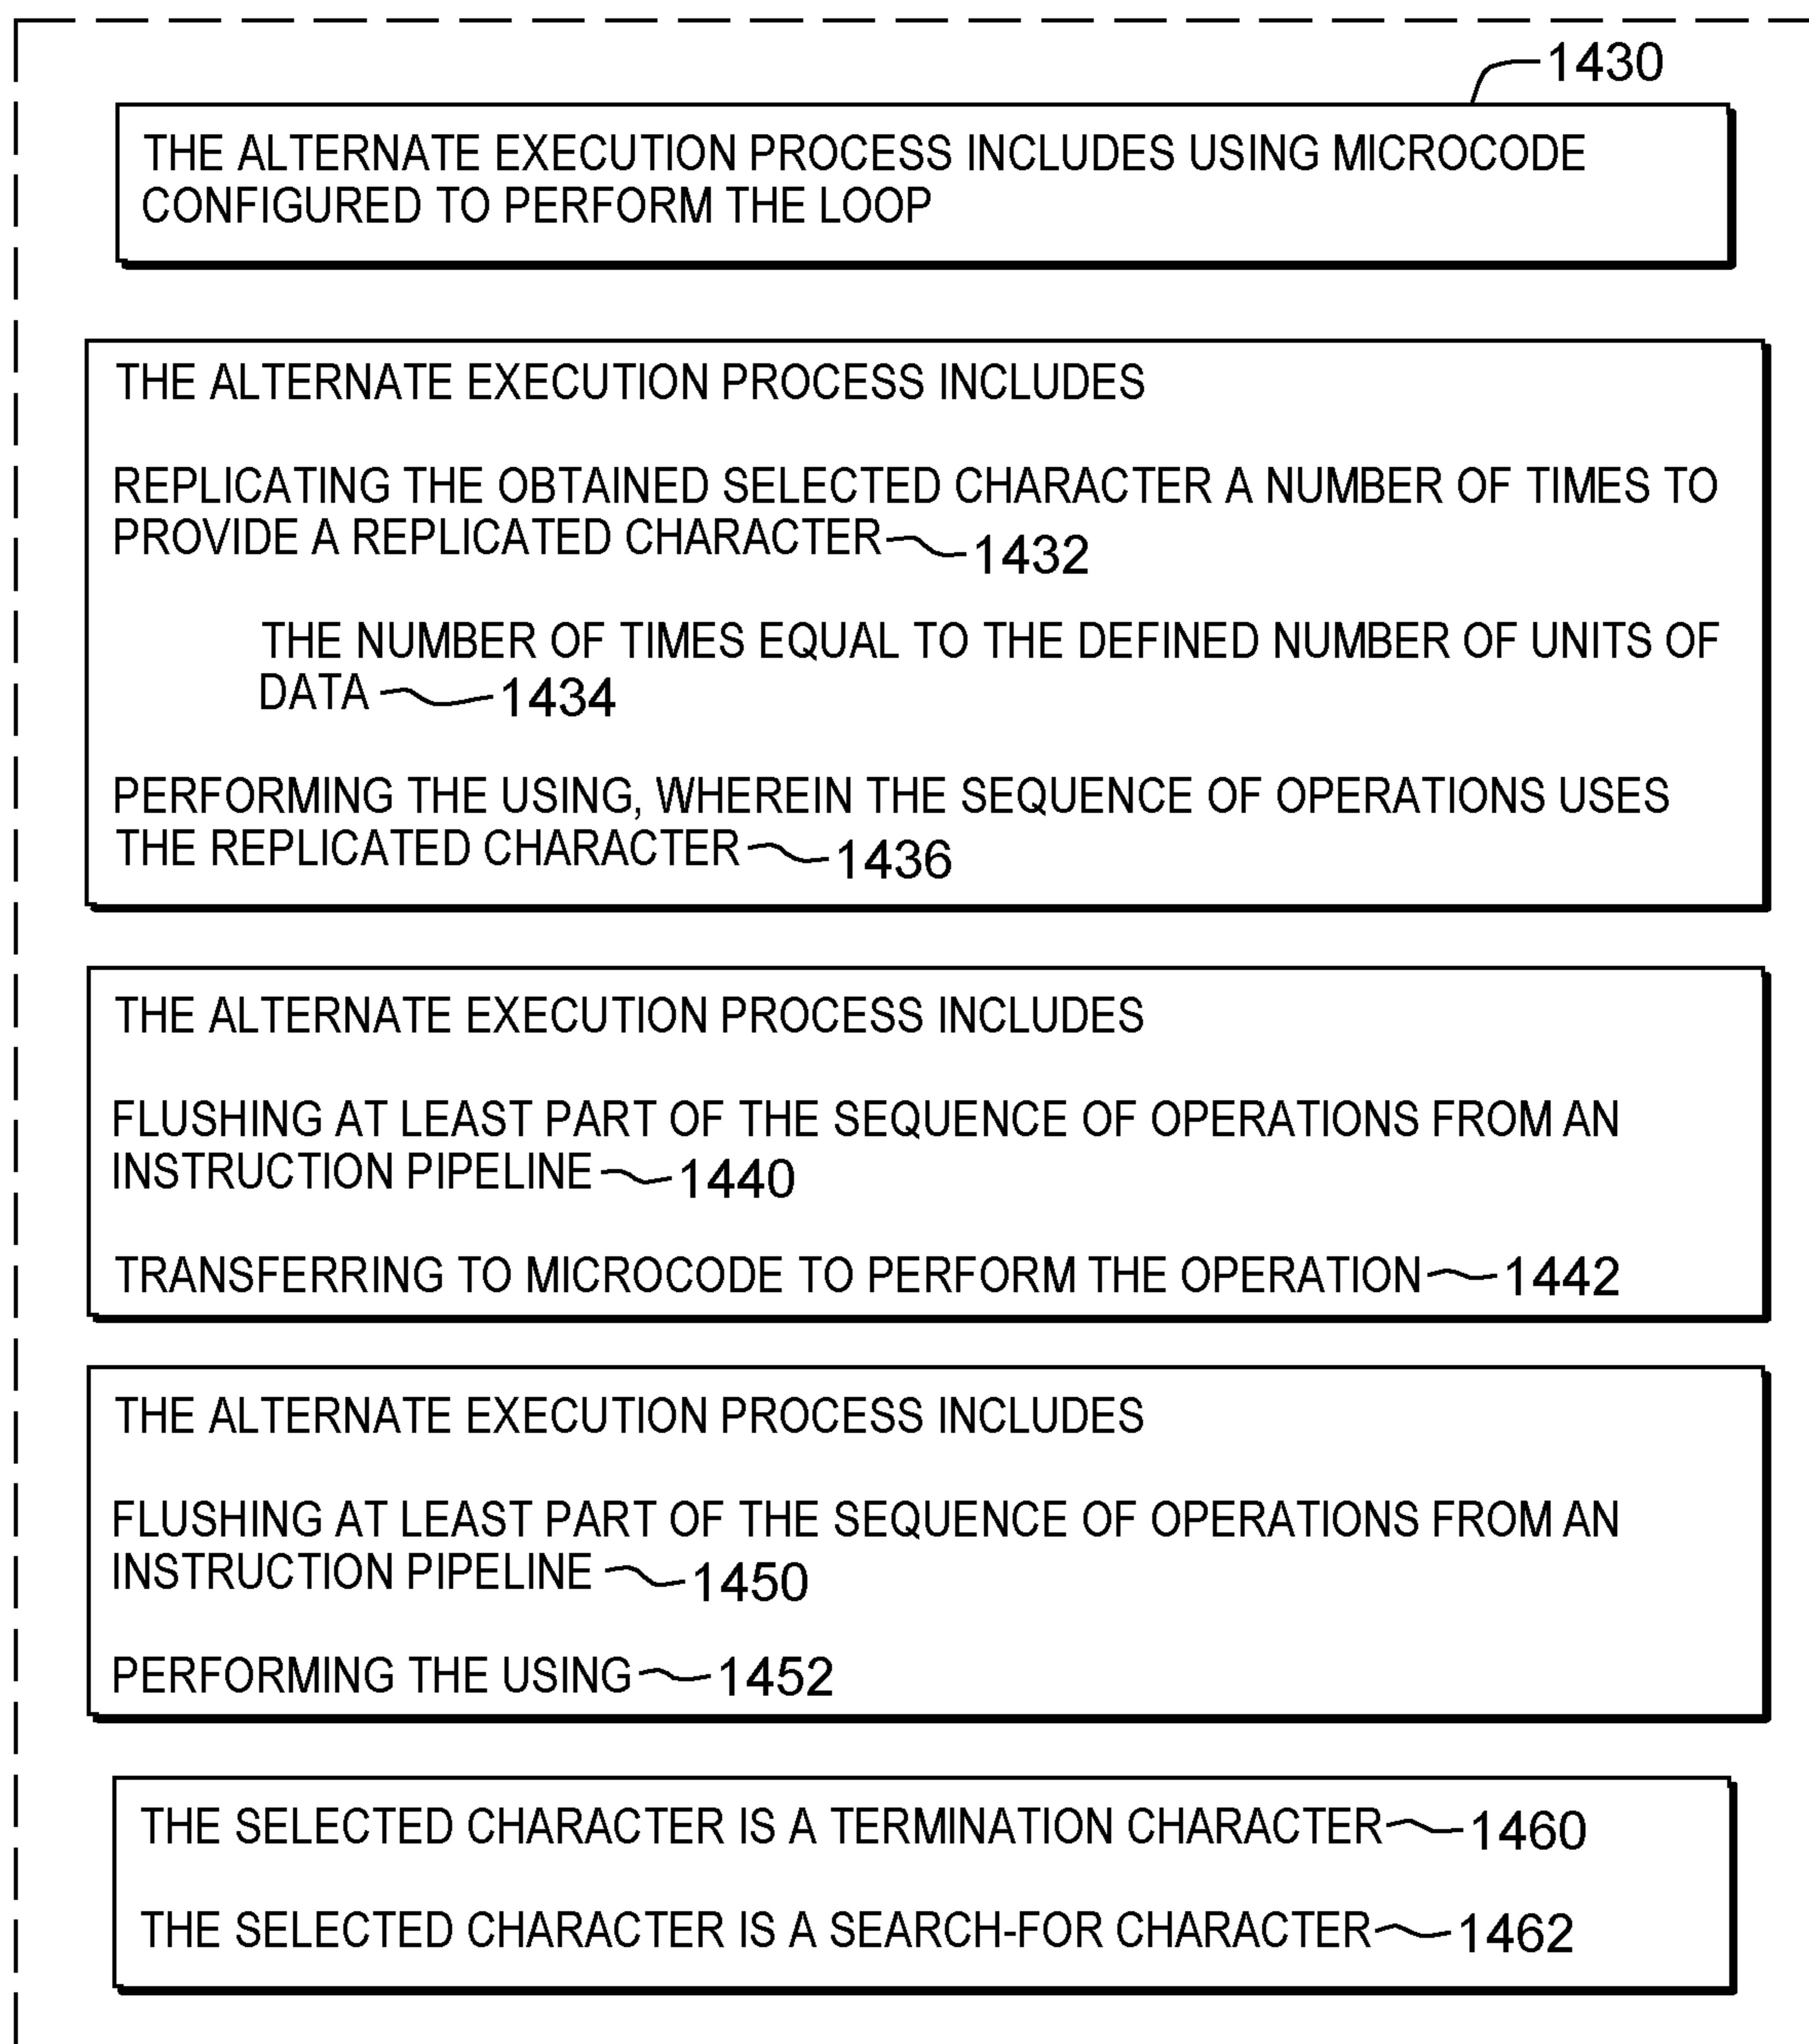 1430
THE ALTERNATE EXECUTION PROCESS INCLUDES USING MICROCODE
CONFIGURED TO PERFORM THE LOOP
THE ALTERNATE EXECUTION PROCESS INCLUDES
REPLICATING THE OBTAINED SELECTED CHARACTER A NUMBER OF TIMES TO
PROVIDE A REPLICATED CHARACTER 1432
THE NUMBER OF TIMES EQUAL TO THE DEFINED NUMBER OF UNITS OF
DATA 1434
PERFORMING THE USING, WHEREIN THE SEQUENCE OF OPERATIONS USES
THE REPLICATED CHARACTER 1436
THE ALTERNATE EXECUTION PROCESS INCLUDES
FLUSHING AT LEAST PART OF THE SEQUENCE OF OPERATIONS FROM AN
INSTRUCTION PIPELINE 1440
TRANSFERRING TO MICROCODE TO PERFORM THE OPERATION 1442
THE ALTERNATE EXECUTION PROCESS INCLUDES
FLUSHING AT LEAST PART OF THE SEQUENCE OF OPERATIONS FROM AN
INSTRUCTION PIPELINE 1450
PERFORMING THE USING 1452
THE SELECTED CHARACTER IS A TERMINATION CHARACTER 1460
THE SELECTED CHARACTER IS A SEARCH-FOR CHARACTER 1462